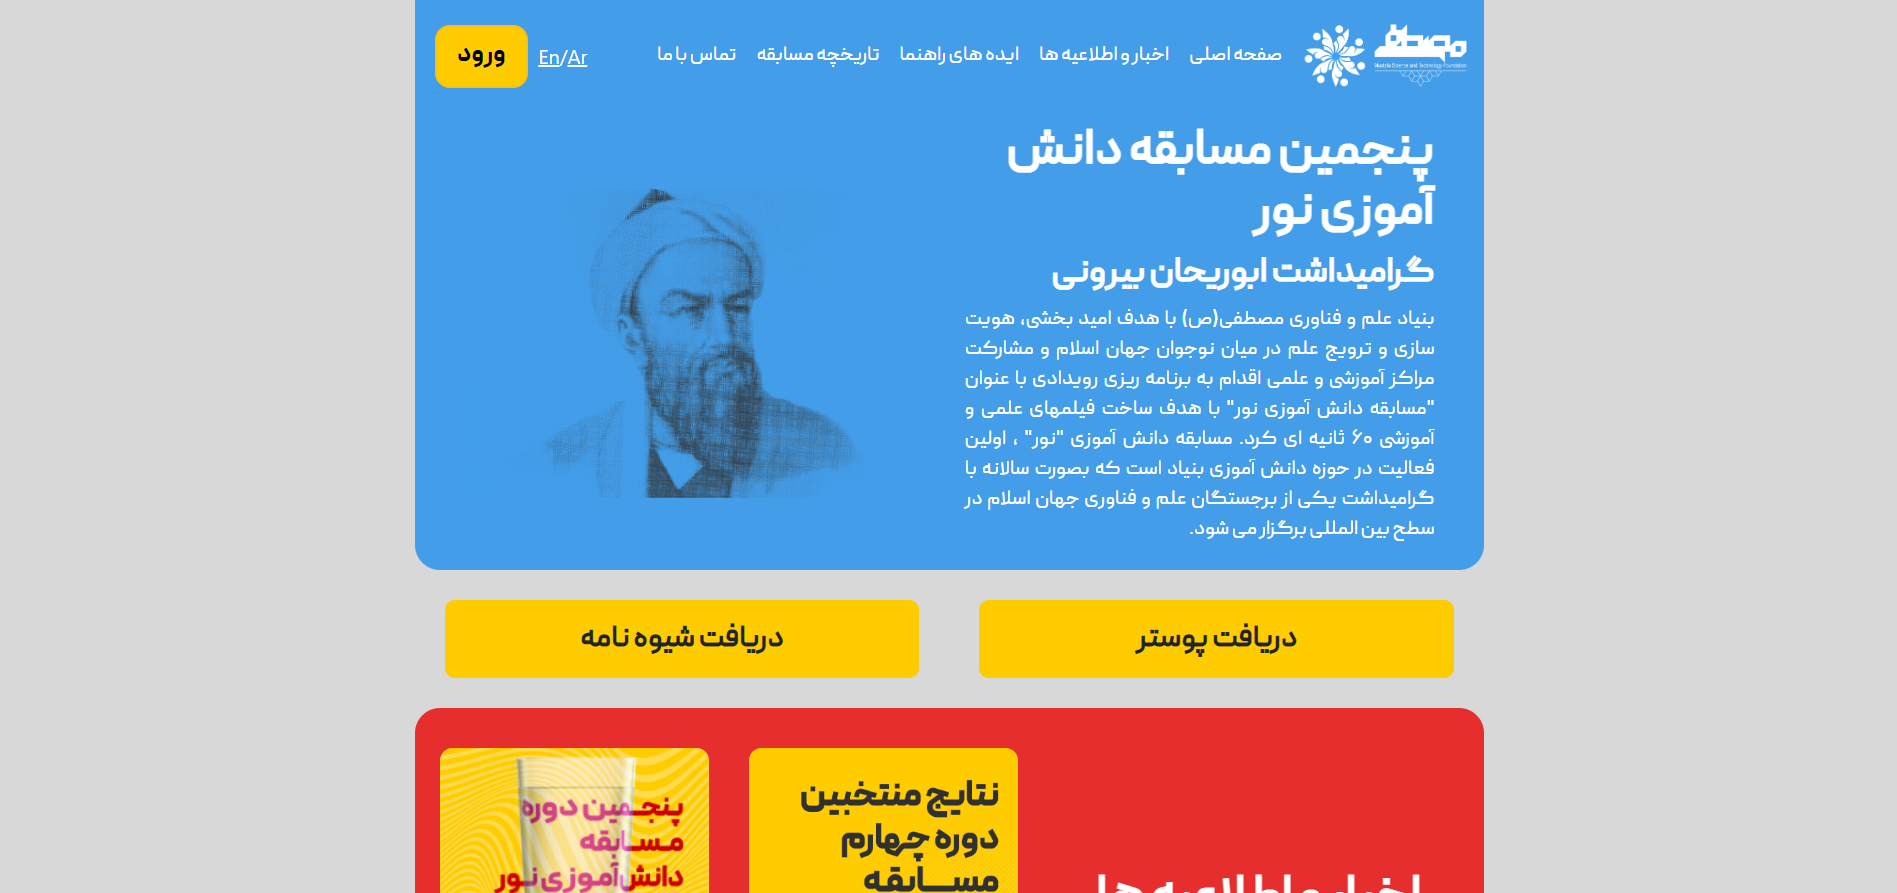 مصطفی
Mustafa Science and Technology Foundation
صفحه اصلی
اخبار و اطلاعیه ها
ایده های راهنما
تاریخچه مسابقه
تماس با ما
En/Ar
ورود
پنجمین مسابقه دانش
آموزی نور
گرامیداشت ابوریحان بیرونی
بنیاد علم و فناوری مصطفی(ص) با هدف امید بخشی، هویت
سازی و ترویج علم در میان نوجوان جهان اسلام و مشارکت
مراکز آموزشی و علمی اقدام به برنامه ریزی رویدادی با عنوان
"مسابقه دانش آموزی نور" با هدف ساخت فیلمهای علمی و
آموزشی ۶۰ ثانیه ای کرد. مسابقه دانش آموزی "نور" ، اولین
فعالیت در حوزه دانش آموزی بنیاد است که بصورت سالانه با
گرامیداشت یکی از برجستگان علم و فناوری جهان اسلام در
سطح بین المللی برگزار می شود.
دریافت پوستر
دریافت شیوه نامه
اخبار و اطلاعیه ها
نتایج منتخبین
دوره چهارم
مســـابقه
پنجـمین دوره
مـسـابقه
دانش‌آموزی نور